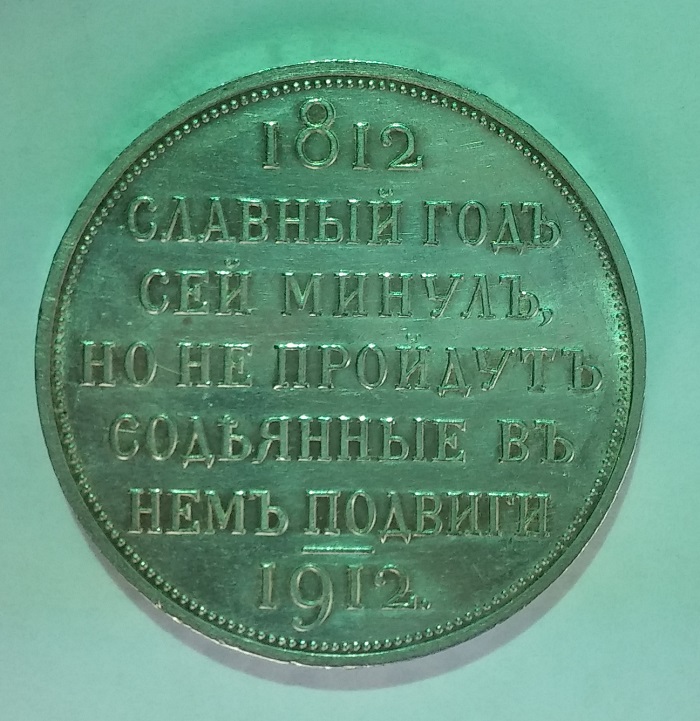 1812
СЛАВНЫЙ ГОДЪ
СЕЙ МИНУЛЪ,
НО НЕ ПРОЙДУТЪ
СОДѢЯННЫЕ ВЪ
НЕМЪ ПОДВИГИ
1912.